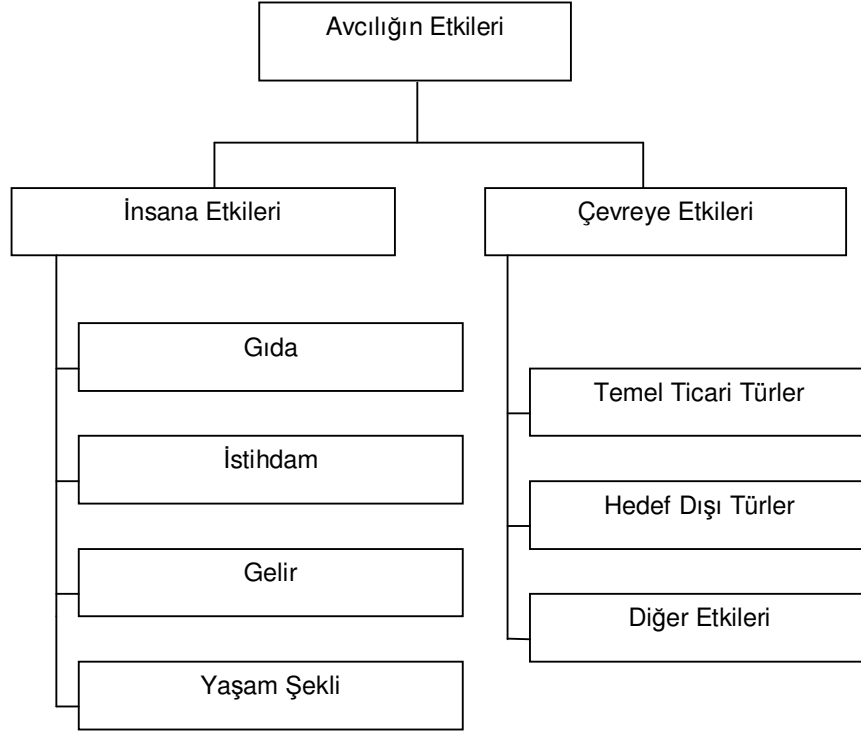 Avcılığın Etkileri
İnsana Etkileri
Çevreye Etkileri
Gıda
İstihdam
Gelir
Yaşam Şekli
Temel Ticari Türler
Hedef Dışı Türler
Diğer Etkileri